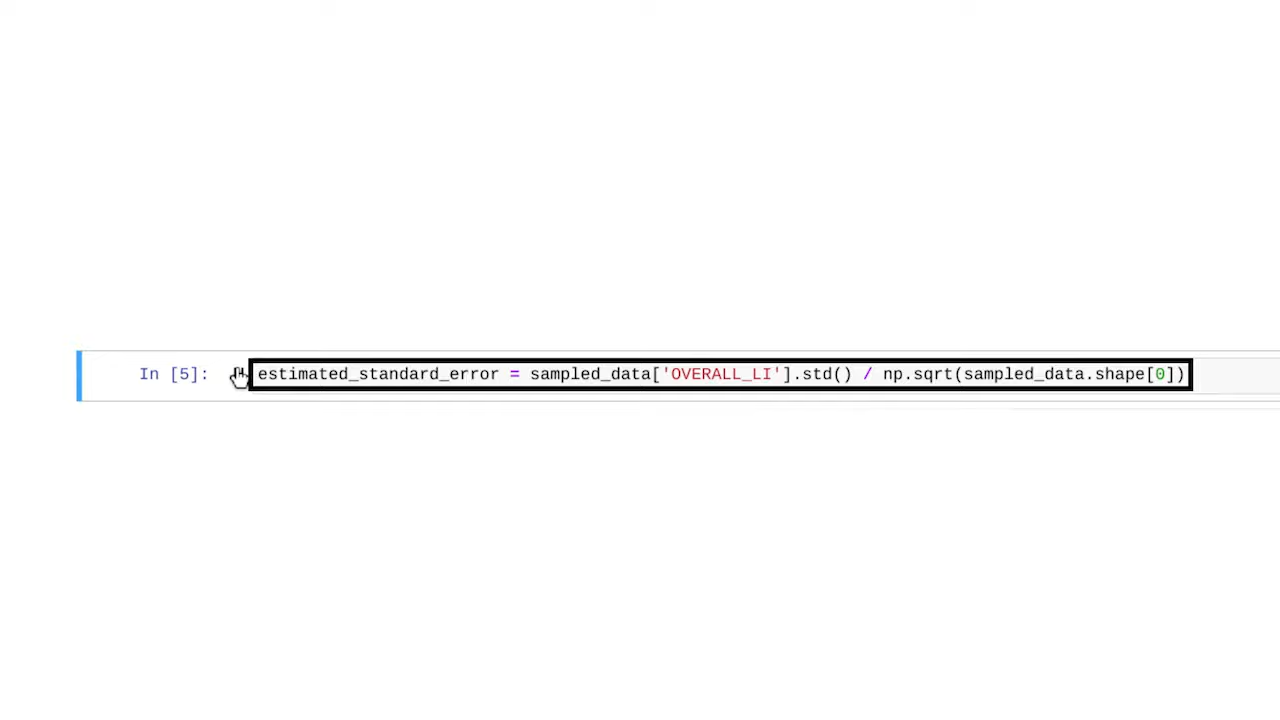 In [5]: estimated_standard_error = sampled_data['OVERALL_LI'].std() / np.sqrt(sampled_data.shape[0])